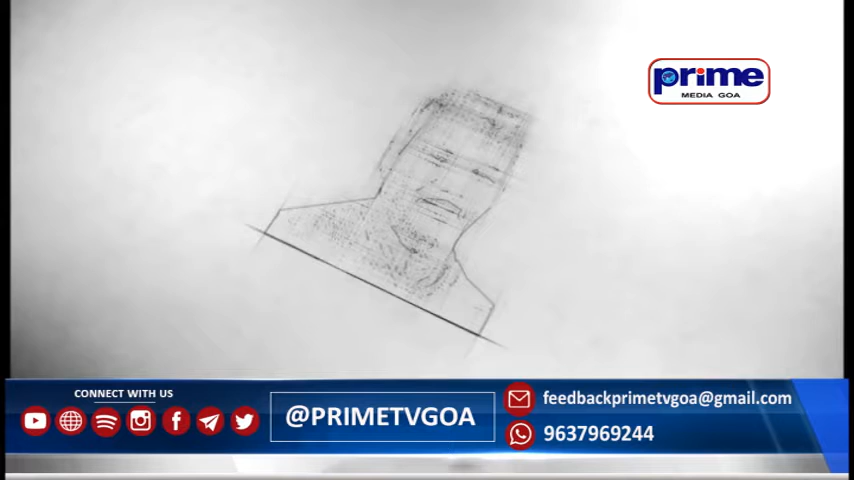 prime
MEDIA GOA
CONNECT WITH US
@PRIMETVGOA
feedbackprimetvgoa@gmail.com
9637969244